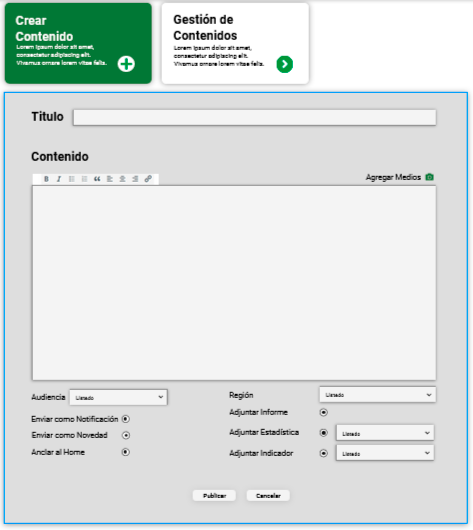 Crear
Contenido
Lorem ipsum dolor sit amet,
consectetur adipiscing elit.
Vivamus ornare lorem vitae felis.
Gestión de
Contenidos
Lorem ipsum dolor sit amet,
consectetur adipiscing elit.
Vivamus ornare lorem vitae felis.
Titulo
Contenido
B I
Agregar Medios
Audiencia Listado
Región Listado
Enviar como Notificación
Adjuntar Informe
Enviar como Novedad
Adjuntar Estadística Listado
Anclar al Home
Adjuntar Indicador Listado
Publicar Cancelar